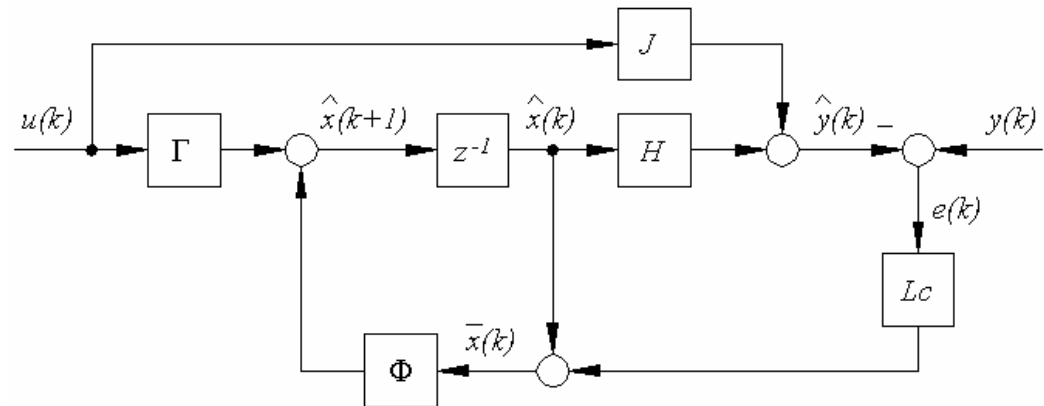 J
u(k)
Γ
x̂(k+1)
z⁻¹
x̂(k)
H
ŷ(k)
−
y(k)
e(k)
Lc
x̄(k)
Φ